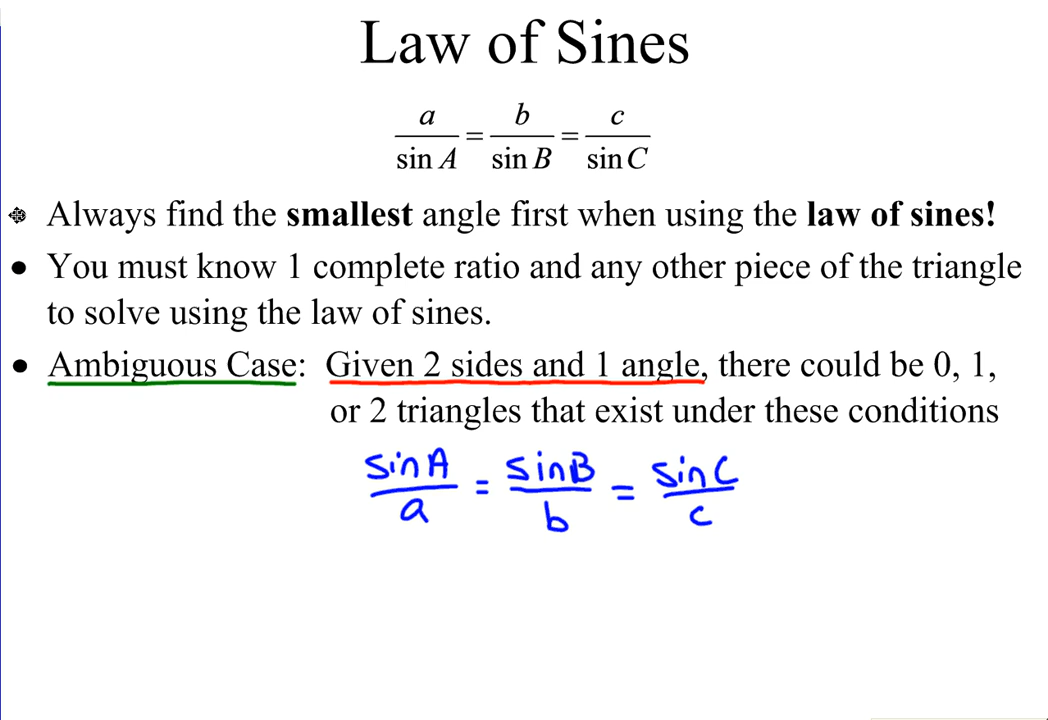 Law of Sines
a/sin A = b/sin B = c/sin C
Always find the smallest angle first when using the law of sines!
• You must know 1 complete ratio and any other piece of the triangle
to solve using the law of sines.
• Ambiguous Case: Given 2 sides and 1 angle, there could be 0, 1,
or 2 triangles that exist under these conditions
sinA/a = sinB/b = sinC/c